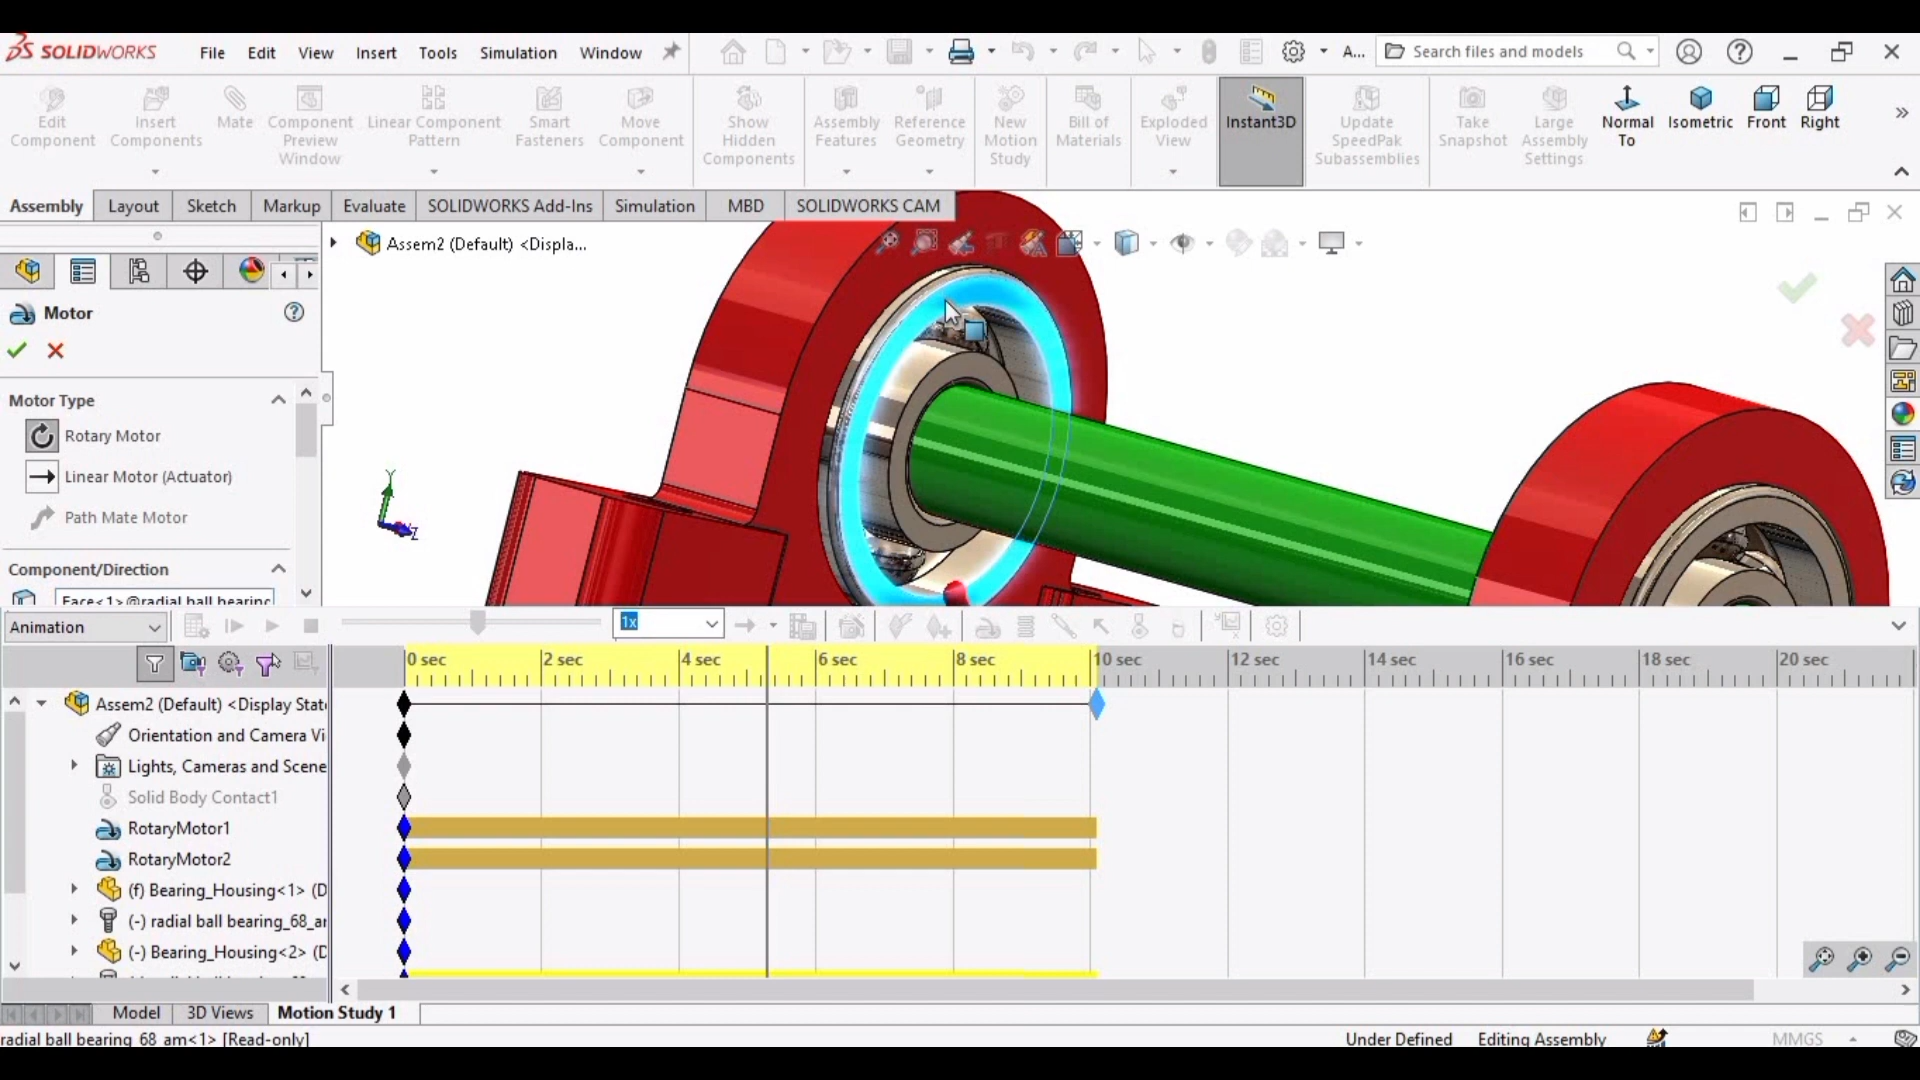 SOLIDWORKS File Edit View Insert Tools Simulation Window A... Search files and models
Edit Component
Insert Components
Mate
Component Preview Window
Linear Component Pattern
Smart Fasteners
Move Component
Show Hidden Components
Assembly Features
Reference Geometry
New Motion Study
Bill of Materials
Exploded View
Instant3D
Update SpeedPak Subassemblies
Take Snapshot
Large Assembly Settings
Normal To
Isometric
Front
Right
Assembly Layout Sketch Markup Evaluate SOLIDWORKS Add-Ins Simulation MBD SOLIDWORKS CAM
Assem2 (Default) <Displa...
Motor
Motor Type
Rotary Motor
Linear Motor (Actuator)
Path Mate Motor
Component/Direction
Face<1>@radial ball bearing
Y
Z
Animation 1x
0 sec 2 sec 4 sec 6 sec 8 sec 10 sec 12 sec 14 sec 16 sec 18 sec 20 sec
Assem2 (Default) <Display State
Orientation and Camera Vi
Lights, Cameras and Scene
Solid Body Contact1
RotaryMotor1
RotaryMotor2
(f) Bearing_Housing<1> (D
(-) radial ball bearing_68_ar
(-) Bearing_Housing<2> (D
Model 3D Views Motion Study 1
radial ball bearing_68_am<1> [Read-only] Under Defined Editing Assembly MMGS